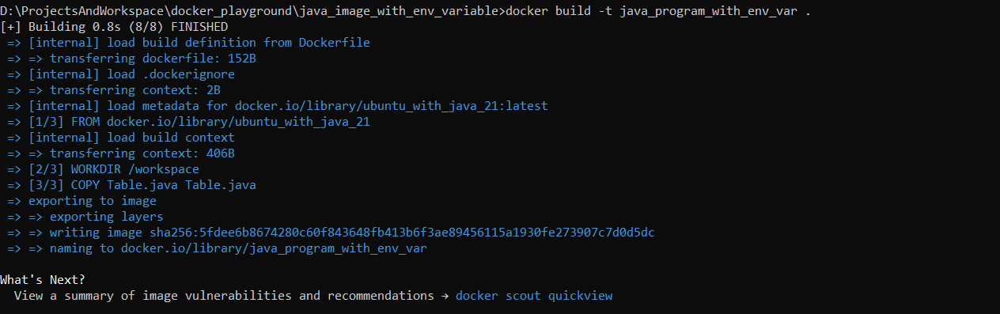 D:\ProjectsAndWorkspace\docker_playground\java_image_with_env_variable>docker build -t java_program_with_env_var .
[+] Building 0.8s (8/8) FINISHED
=> [internal] load build definition from Dockerfile
=> => transferring dockerfile: 152B
=> [internal] load .dockerignore
=> => transferring context: 2B
=> [internal] load metadata for docker.io/library/ubuntu_with_java_21:latest
=> [1/3] FROM docker.io/library/ubuntu_with_java_21
=> [internal] load build context
=> => transferring context: 406B
=> [2/3] WORKDIR /workspace
=> [3/3] COPY Table.java Table.java
=> exporting to image
=> => exporting layers
=> => writing image sha256:5fdee6b8674280c60f843648fb413b6f3ae89456115a1930fe273907c7d0d5dc
=> => naming to docker.io/library/java_program_with_env_var
What's Next?
View a summary of image vulnerabilities and recommendations → docker scout quickview